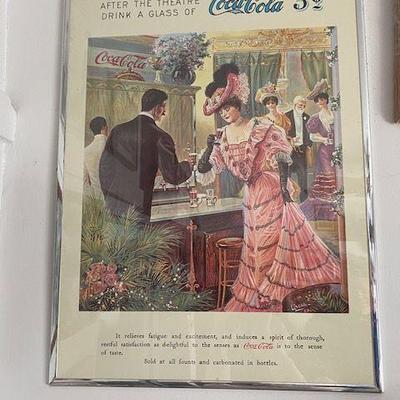 AFTER THE THEATRE
DRINK A GLASS OF Coca-Cola 5¢
Coca-Cola
It relieves fatigue and excitement, and induces a spirit of thorough,
restful satisfaction as delightful to the senses as Coca-Cola is to the sense
of taste.
Sold at all founts and carbonated in bottles.